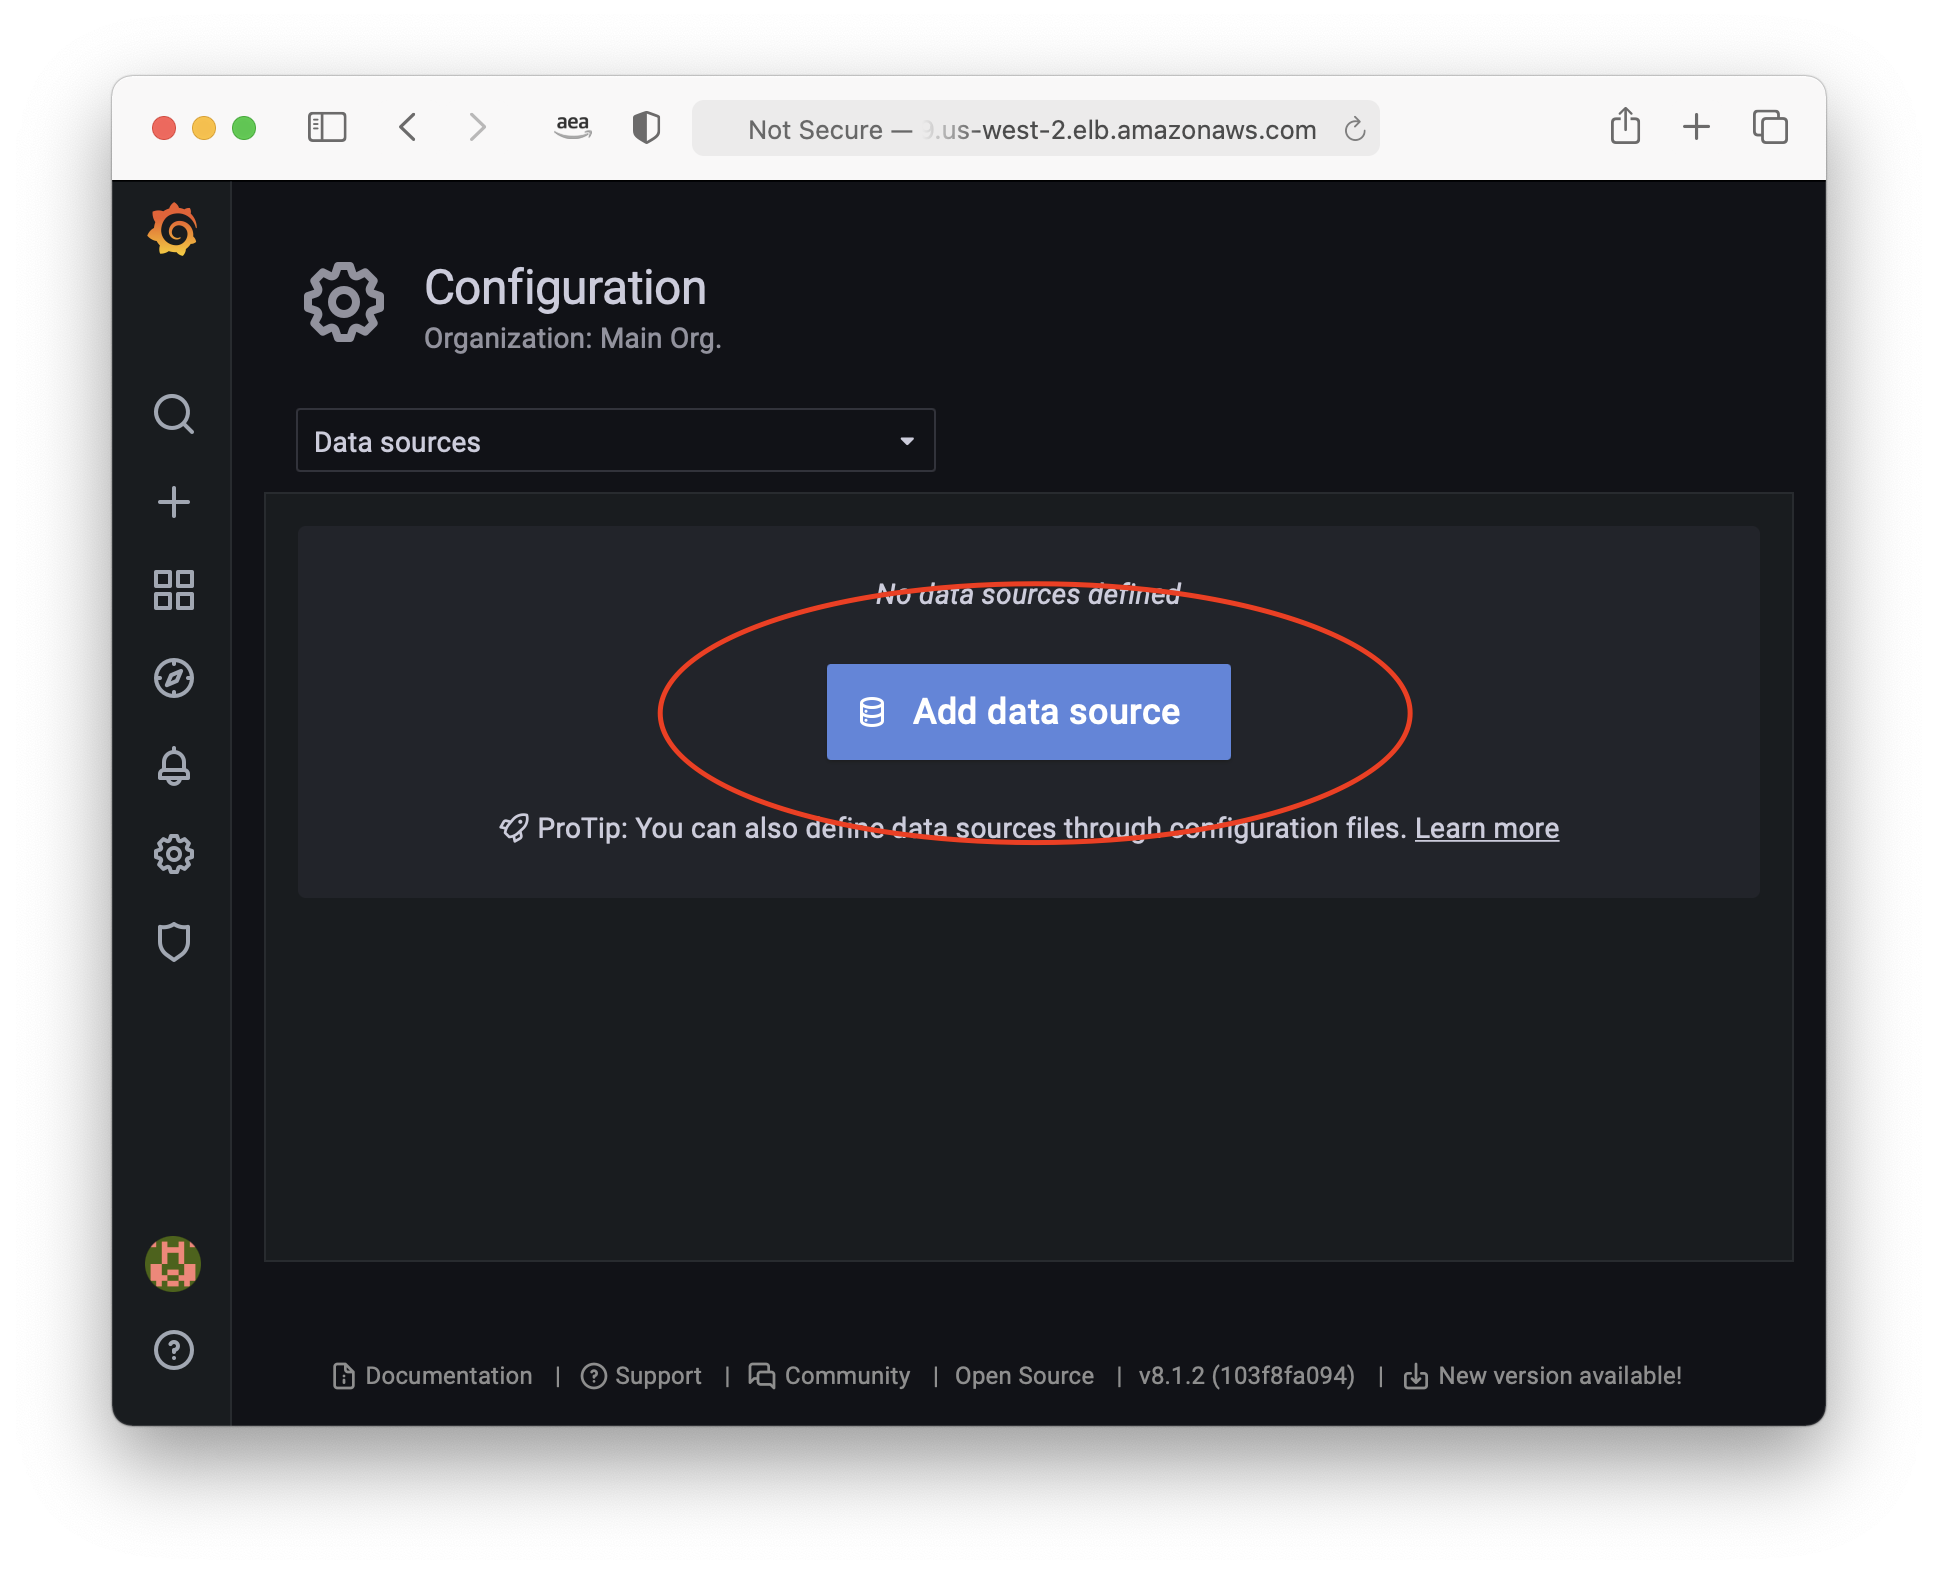 aea
Not Secure — 9.us-west-2.elb.amazonaws.com
Configuration
Organization: Main Org.
Data sources
No data sources defined
Add data source
ProTip: You can also define data sources through configuration files. Learn more
Documentation | Support | Community | Open Source | v8.1.2 (103f8fa094) | New version available!